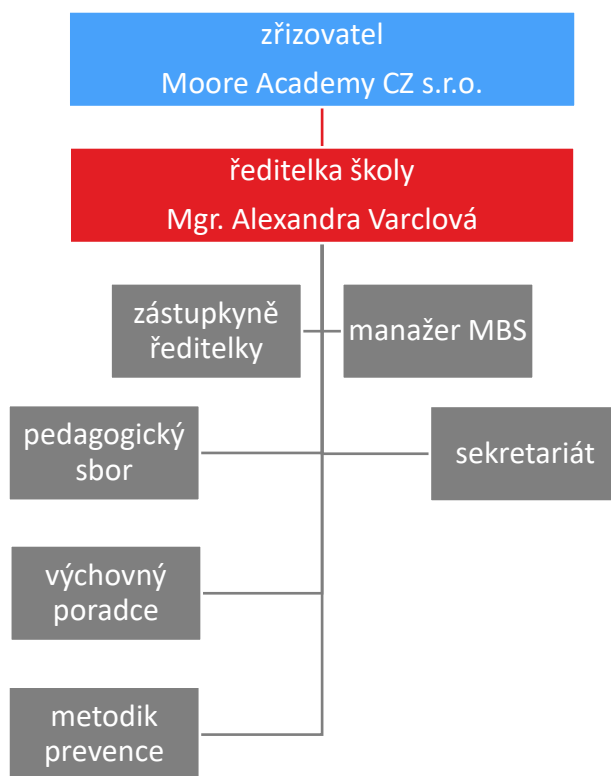 zřizovatel
Moore Academy CZ s.r.o.
ředitelka školy
Mgr. Alexandra Varclová
zástupkyně
ředitelky
manažer MBS
pedagogický
sbor
sekretariát
výchovný
poradce
metodik
prevence